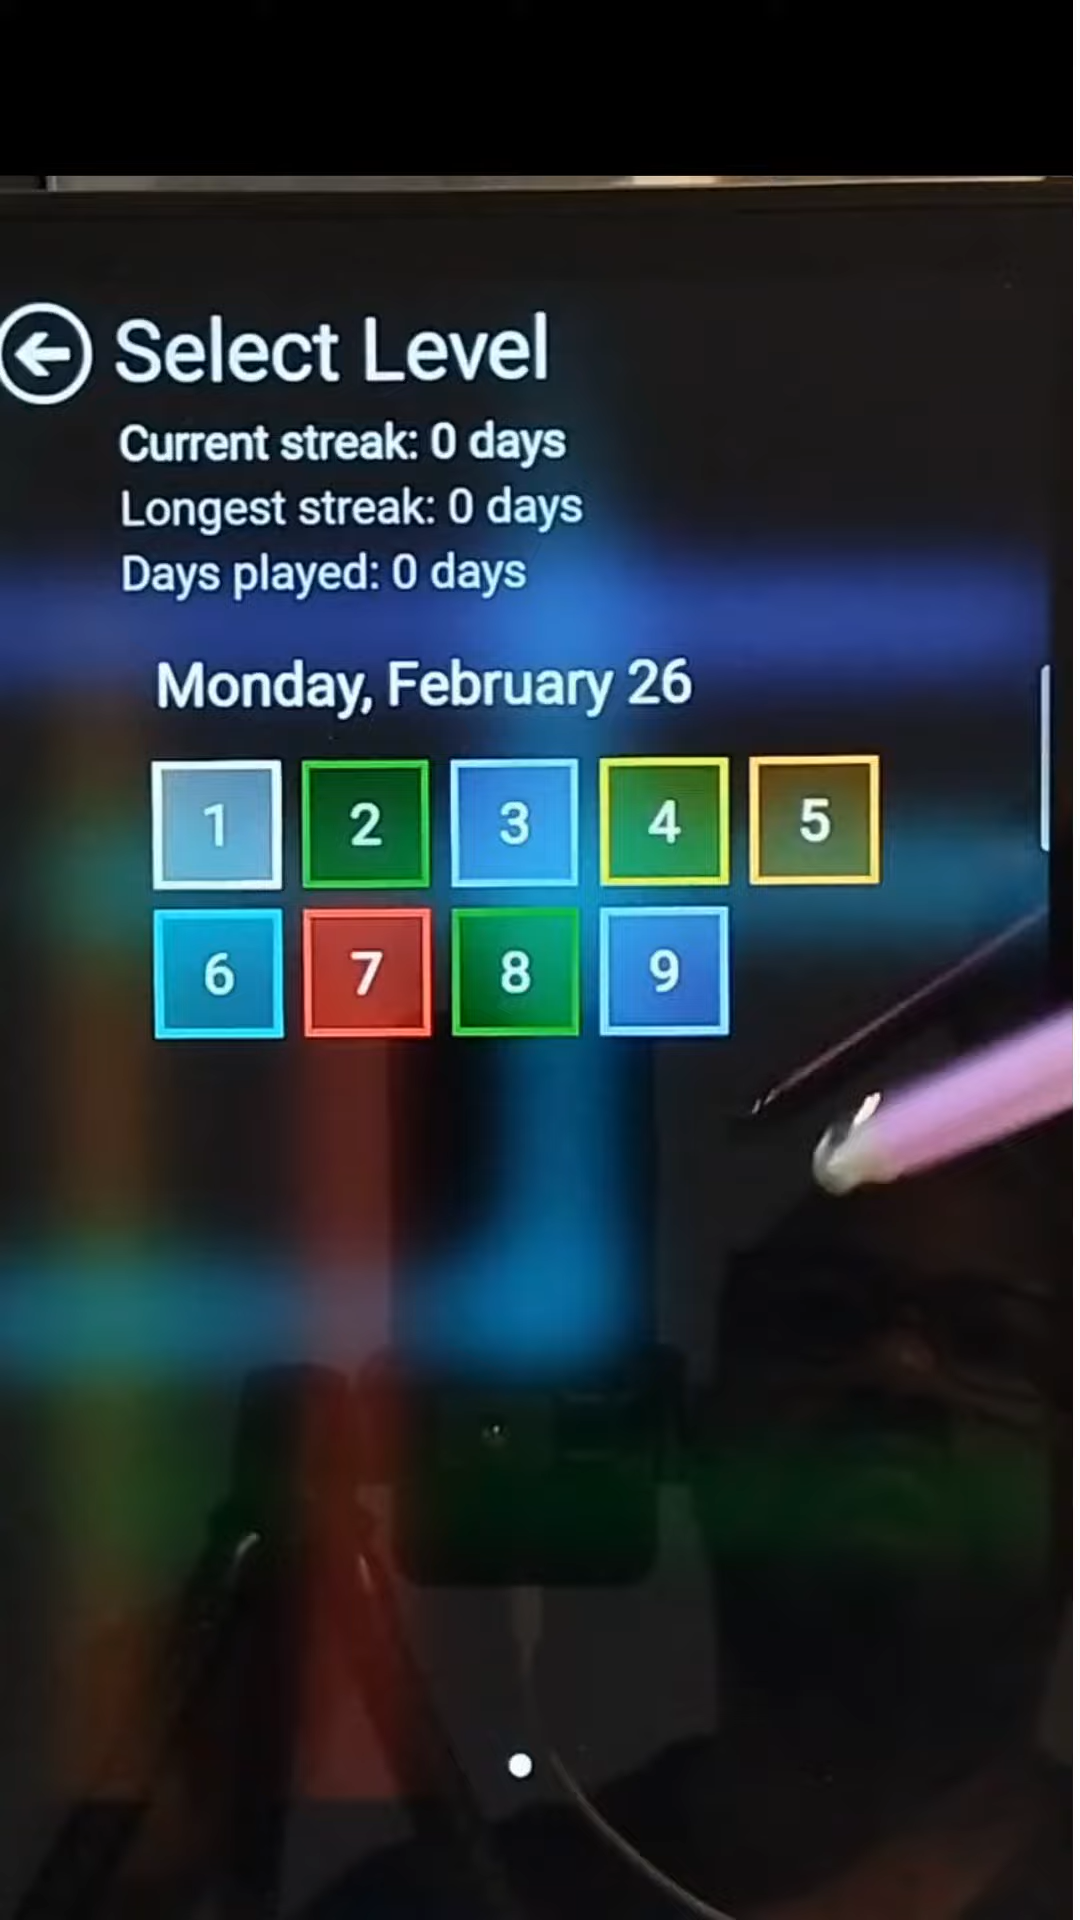 Select Level
Current streak: 0 days
Longest streak: 0 days
Days played: 0 days
Monday, February 26
1 2 3 4 5
6 7 8 9